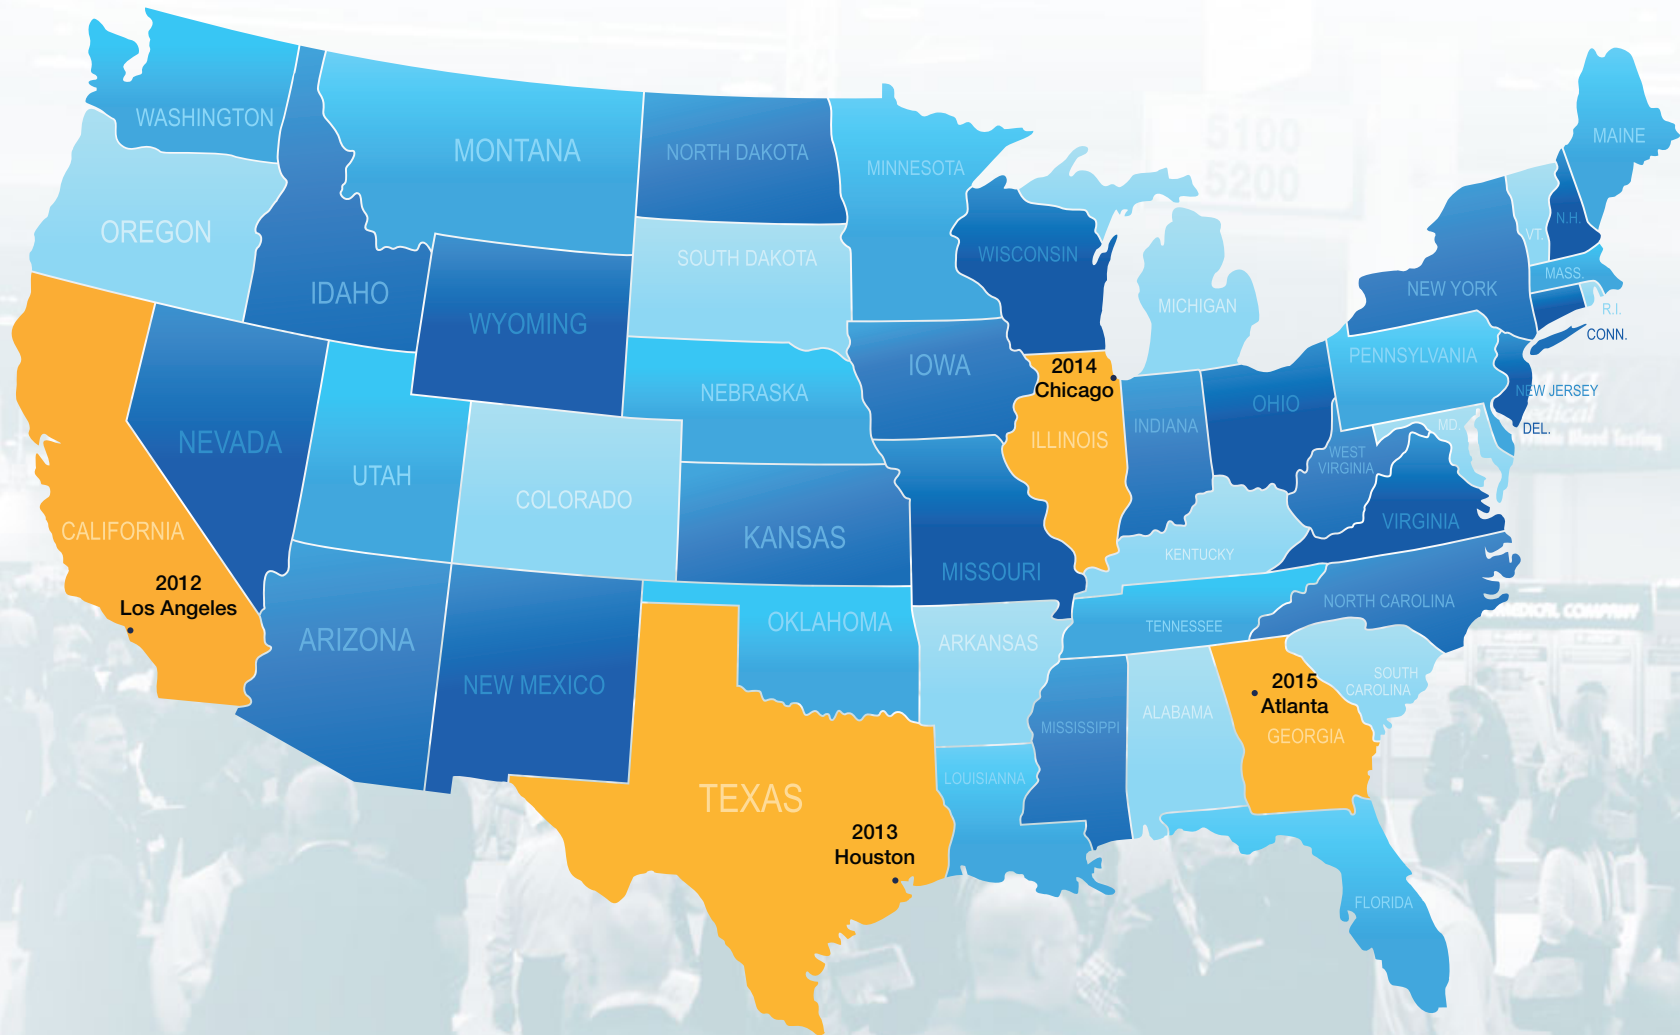 5100
5200
WASHINGTON
MONTANA
NORTH DAKOTA
MINNESOTA
MAINE
OREGON
IDAHO
WYOMING
SOUTH DAKOTA
WISCONSIN
MICHIGAN
NEW YORK
VT.
N.H.
MASS.
R.I.
CONN.
NEVADA
UTAH
COLORADO
NEBRASKA
IOWA
2014
Chicago
ILLINOIS
INDIANA
OHIO
PENNSYLVANIA
NEW JERSEY
MD.
DEL.
WEST
VIRGINIA
VIRGINIA
CALIFORNIA
2012
Los Angeles
ARIZONA
NEW MEXICO
KANSAS
MISSOURI
KENTUCKY
OKLAHOMA
ARKANSAS
TENNESSEE
NORTH CAROLINA
SOUTH
CAROLINA
TEXAS
2013
Houston
LOUISIANNA
MISSISSIPPI
ALABAMA
2015
Atlanta
GEORGIA
FLORIDA